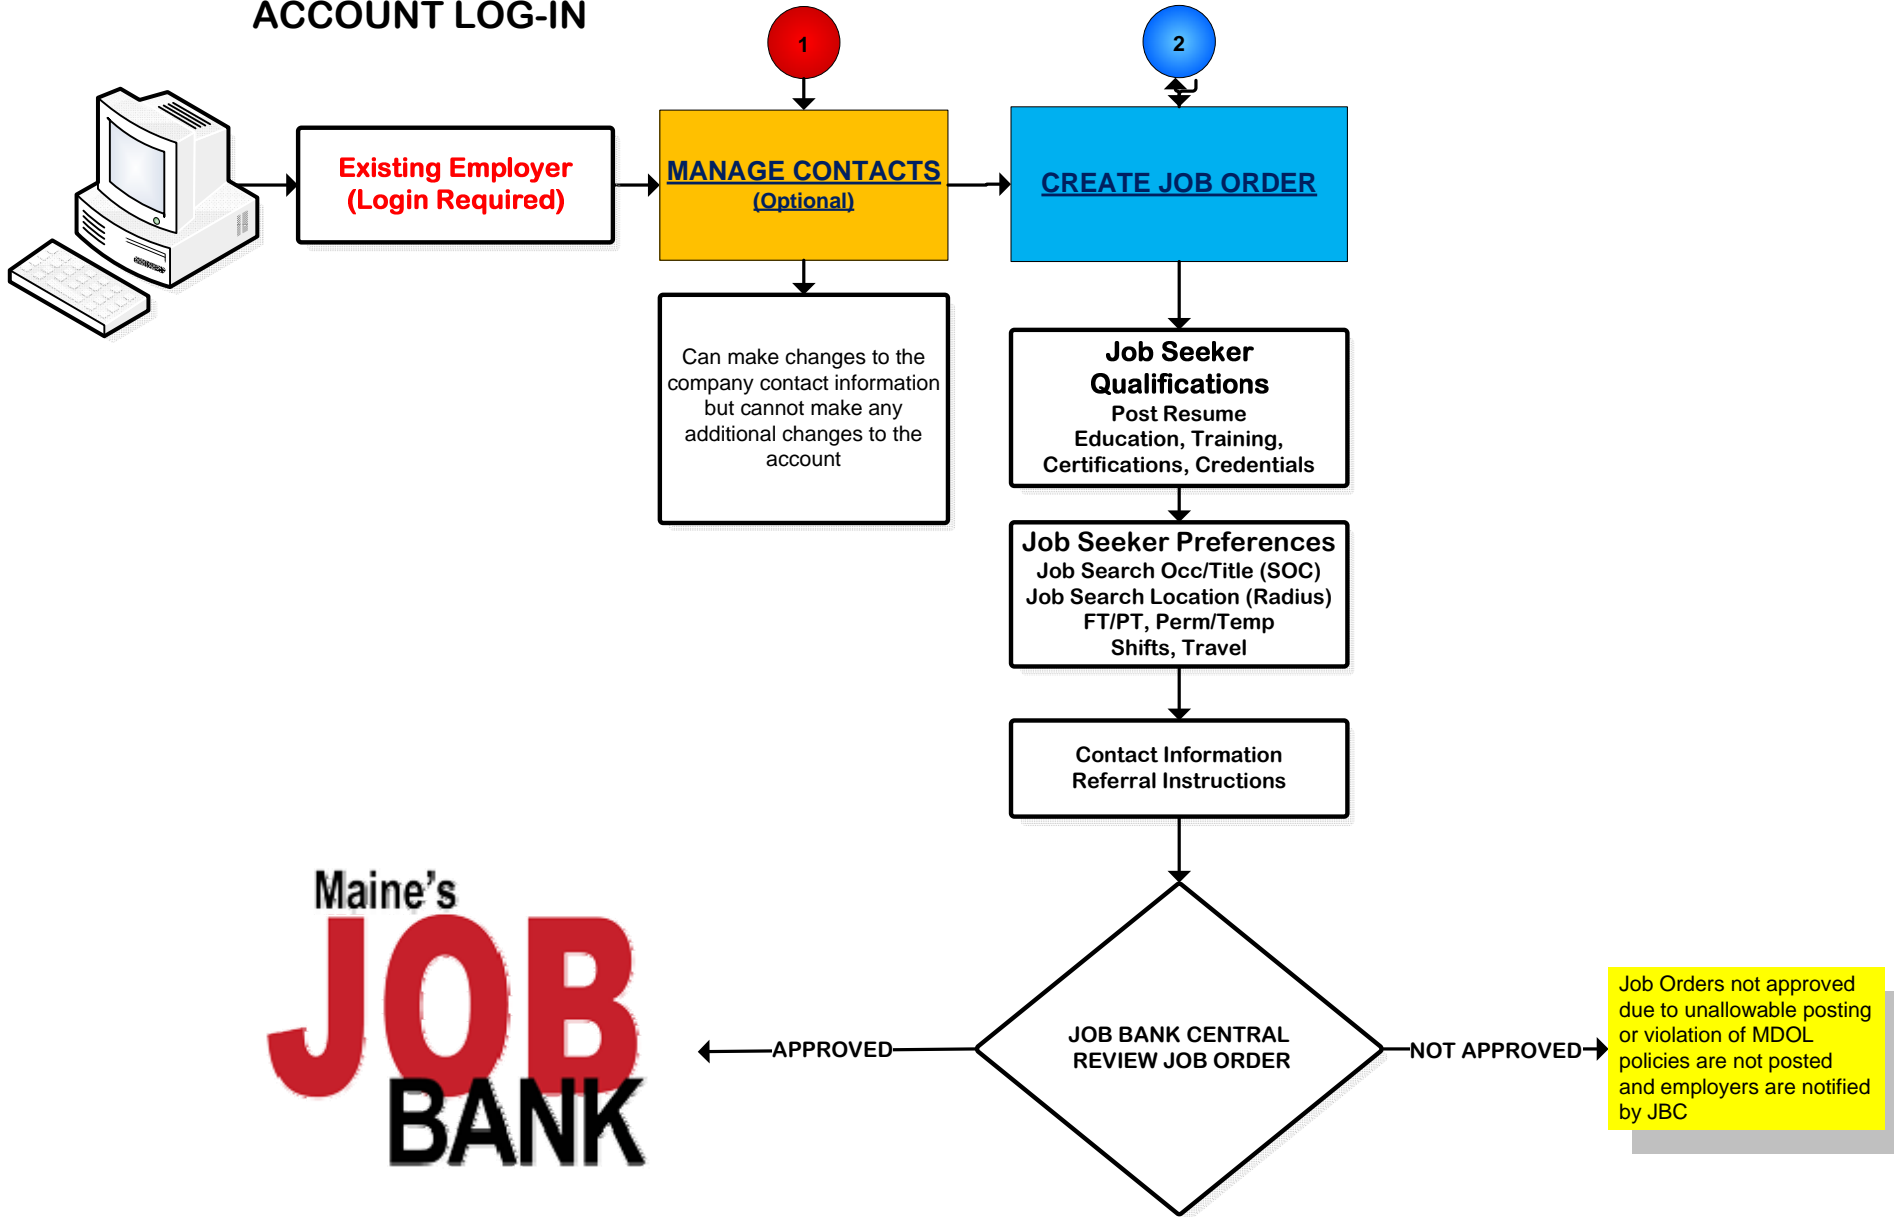 ACCOUNT LOG-IN
1
2
Existing Employer
(Login Required)
MANAGE CONTACTS
(Optional)
CREATE JOB ORDER
Can make changes to the
company contact information
but cannot make any
additional changes to the
account
Job Seeker
Qualifications
Post Resume
Education, Training,
Certifications, Credentials
Job Seeker Preferences
Job Search Occ/Title (SOC)
Job Search Location (Radius)
FT/PT, Perm/Temp
Shifts, Travel
Contact Information
Referral Instructions
Maine's
JOB
BANK
APPROVED
JOB BANK CENTRAL
REVIEW JOB ORDER
NOT APPROVED
Job Orders not approved
due to unallowable posting
or violation of MDOL
policies are not posted
and employers are notified
by JBC